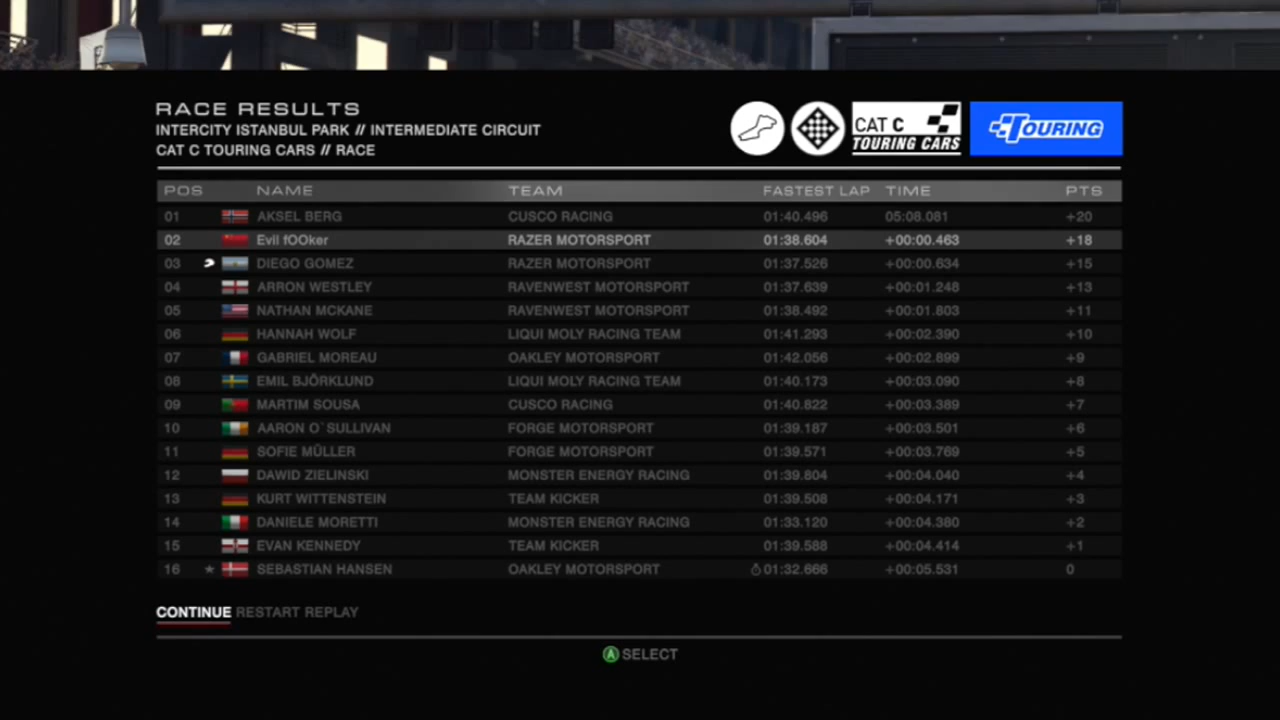 RACE RESULTS
INTERCITY ISTANBUL PARK // INTERMEDIATE CIRCUIT
CAT C TOURING CARS // RACE
CAT C
TOURING CARS
TOURING
POS NAME TEAM FASTEST LAP TIME PTS
01 AKSEL BERG CUSCO RACING 01:40.496 05:08.081 +20
02 Evil fOOker RAZER MOTORSPORT 01:38.604 +00:00.463 +18
03 DIEGO GOMEZ RAZER MOTORSPORT 01:37.526 +00:00.634 +15
04 ARRON WESTLEY RAVENWEST MOTORSPORT 01:37.639 +00:01.248 +13
05 NATHAN MCKANE RAVENWEST MOTORSPORT 01:38.492 +00:01.803 +11
06 HANNAH WOLF LIQUI MOLY RACING TEAM 01:41.293 +00:02.390 +10
07 GABRIEL MOREAU OAKLEY MOTORSPORT 01:42.056 +00:02.899 +9
08 EMIL BJÖRKLUND LIQUI MOLY RACING TEAM 01:40.173 +00:03.090 +8
09 MARTIM SOUSA CUSCO RACING 01:40.822 +00:03.389 +7
10 AARON O`SULLIVAN FORGE MOTORSPORT 01:39.187 +00:03.501 +6
11 SOFIE MÜLLER FORGE MOTORSPORT 01:39.571 +00:03.769 +5
12 DAWID ZIELINSKI MONSTER ENERGY RACING 01:39.804 +00:04.040 +4
13 KURT WITTENSTEIN TEAM KICKER 01:39.508 +00:04.171 +3
14 DANIELE MORETTI MONSTER ENERGY RACING 01:33.120 +00:04.380 +2
15 EVAN KENNEDY TEAM KICKER 01:39.588 +00:04.414 +1
16 SEBASTIAN HANSEN OAKLEY MOTORSPORT 01:32.666 +00:05.531 0
CONTINUE RESTART REPLAY
A SELECT